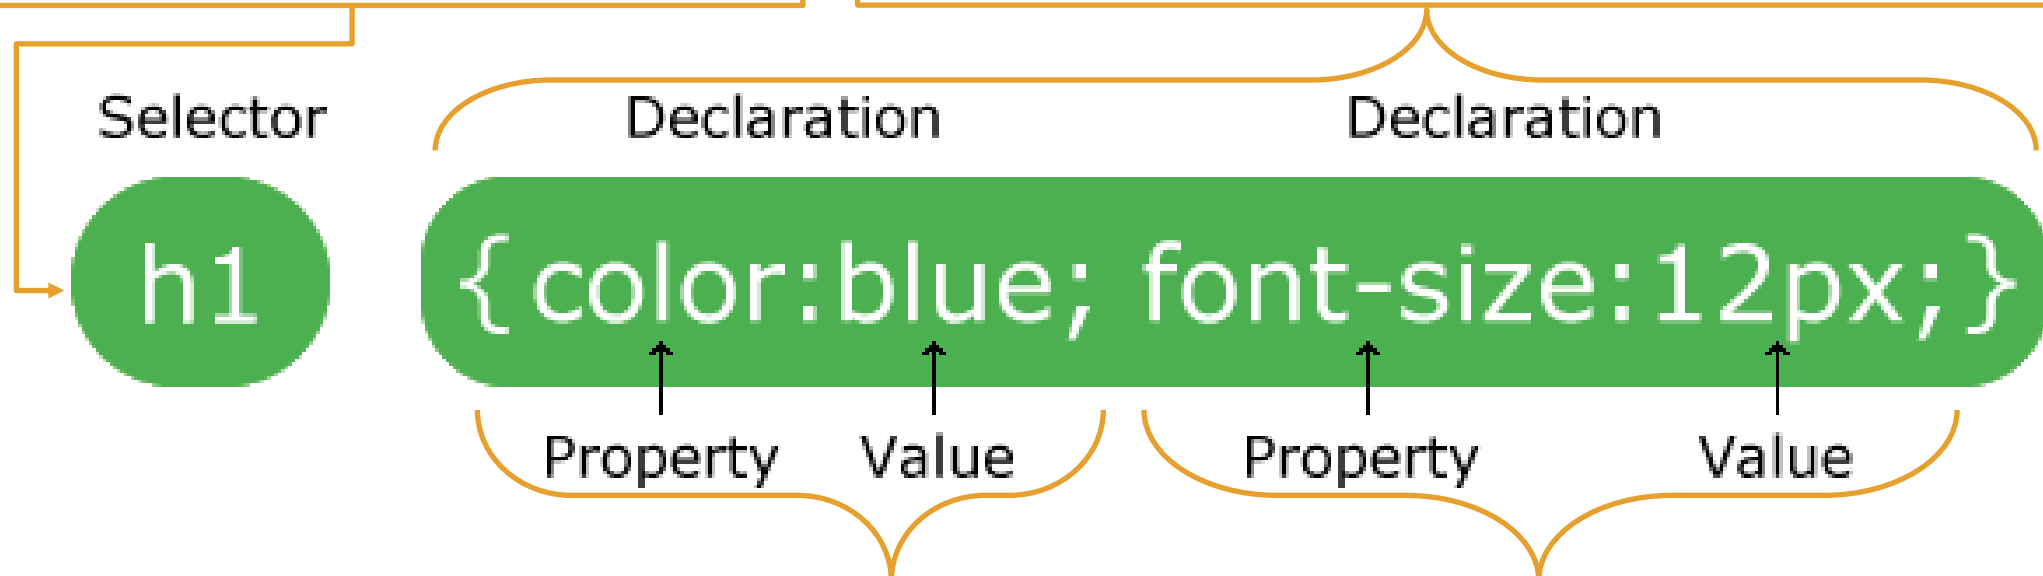 Selector Declaration Declaration
h1 {color:blue; font-size:12px;}
Property Value Property Value